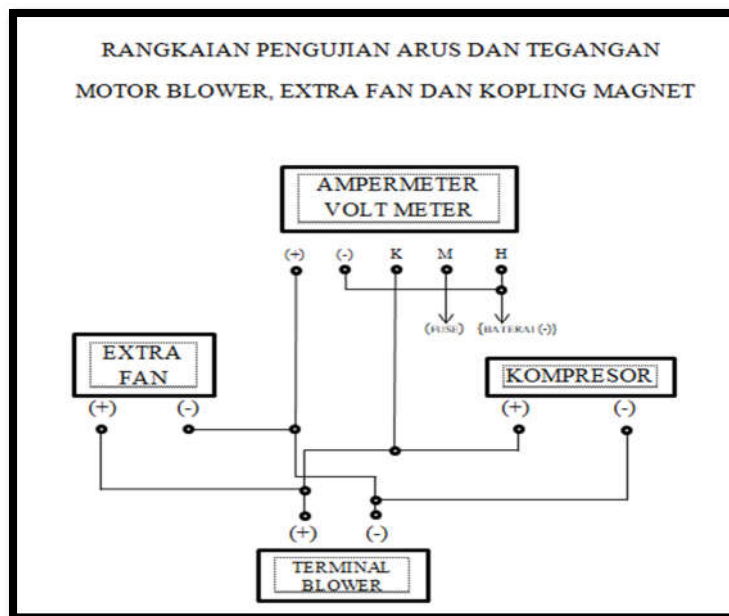 RANGKAIAN PENGUJIAN ARUS DAN TEGANGAN
MOTOR BLOWER, EXTRA FAN DAN KOPLING MAGNET
AMPERMETER
VOLT METER
(+) (-) K M H
(FUSE) {BATERAI (-)}
EXTRA
FAN
(+) (-)
KOMPRESOR
(+) (-)
(+) (-)
TERMINAL
BLOWER